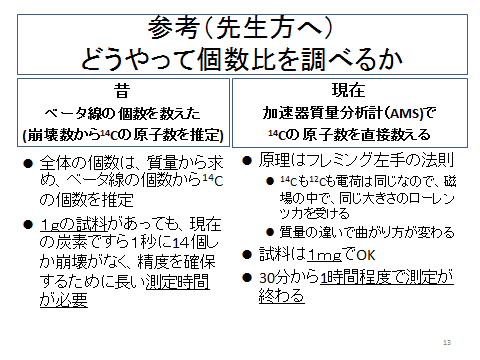 参考（先生方へ）
どうやって個数比を調べるか
昔
ベータ線の個数を数えた
(崩壊数から¹⁴Cの原子数を推定)
● 全体の個数は、質量から求
め、ベータ線の個数から¹⁴C
の個数を推定
● １gの試料があっても、現在
の炭素ですら１秒に１４個し
か崩壊がなく、精度を確保
するために長い測定時間
が必要
現在
加速器質量分析計（AMS)で
¹⁴Cの原子数を直接数える
● 原理はフレミング左手の法則
● ¹⁴Cも¹²Cも電荷は同じなので、磁
場の中で、同じ大きさのローレン
ツ力を受ける
● 質量の違いで曲がり方が変わる
● 試料は１ｍｇでOK
● 30分から1時間程度で測定が
終わる
13